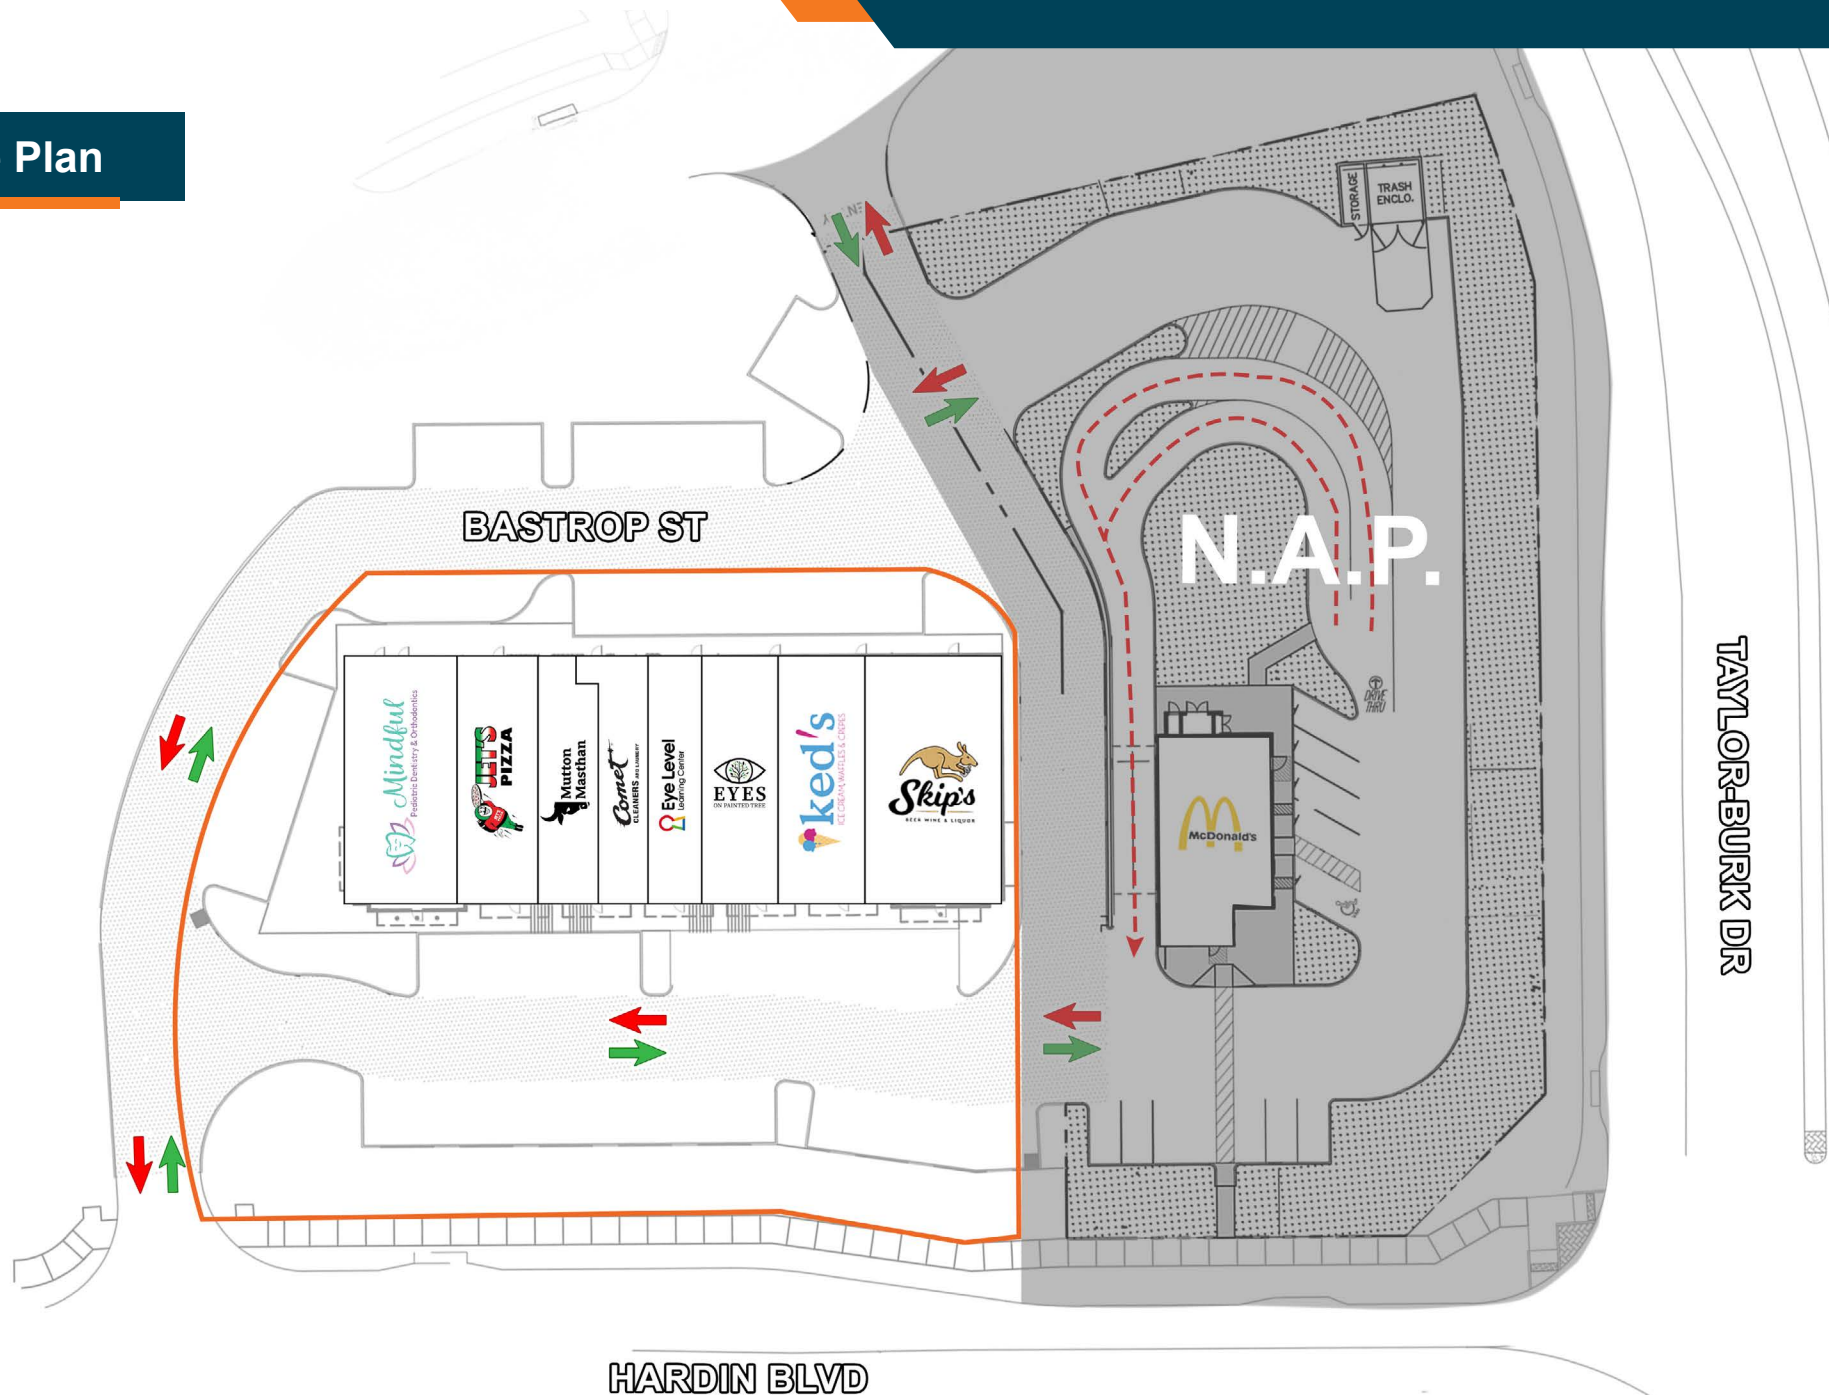 Plan
STORAGE
TRASH
ENCLO.
BASTROP ST
N.A.P.
DRIVE
THRU
Mindful
Pediatric Dentistry & Orthodontics
JET'S
PIZZA
Mutton
Masthan
Comet
CLEANERS AND LAUNDRY
Eye Level
Learning Center
EYES
ON PAINTED TREE
ked's
ICE CREAM, WAFFLES & CREPES
Skip's
BEER WINE & LIQUOR
McDonald's
TAYLOR-BURK DR
HARDIN BLVD